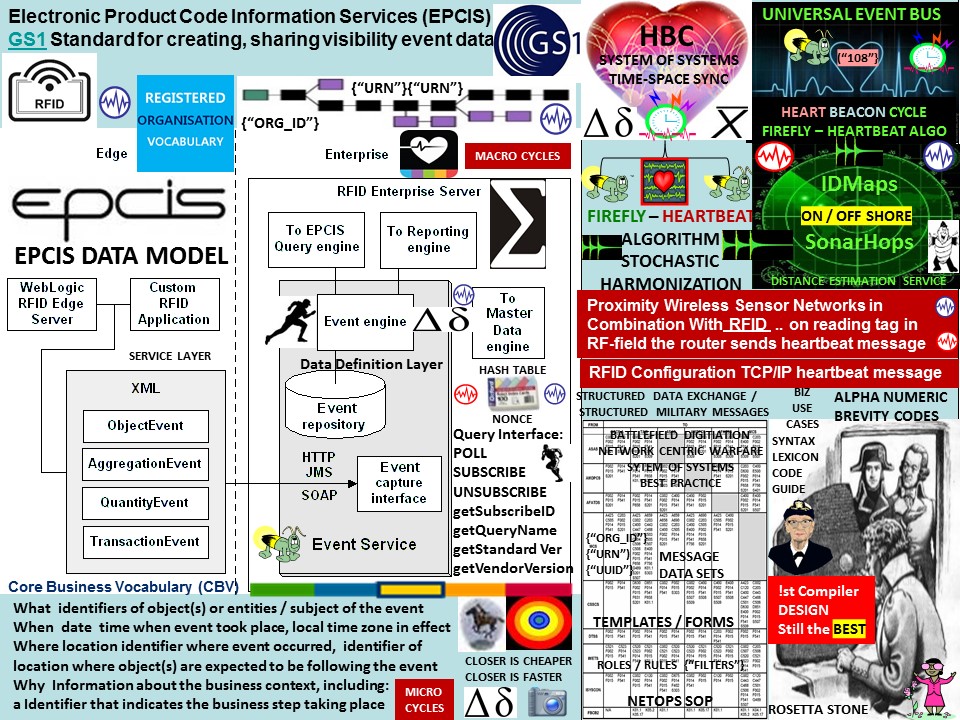 Electronic Product Code Information Services (EPCIS)
GS1 Standard for creating, sharing visibility event data
GS1
RFID
REGISTERED
ORGANISATION
VOCABULARY
Edge
{“URN”}{“URN”}
{“ORG_ID”}
Enterprise
MACRO CYCLES
epcis
EPCIS DATA MODEL
WebLogic
RFID Edge
Server
Custom
RFID
Application
SERVICE LAYER
XML
ObjectEvent
AggregationEvent
QuantityEvent
TransactionEvent
Core Business Vocabulary (CBV)
RFID Enterprise Server
Σ
To EPCIS
Query engine
To Reporting
engine
Event engine
Δ δ
To
Master
Data
engine
Data Definition Layer
Event
repository
HASH TABLE
NONCE
HTTP
JMS
SOAP
Event
capture
interface
Event Service
Query Interface:
POLL
SUBSCRIBE
UNSUBSCRIBE
getSubscribeID
getQueryName
getStandard Ver
getVendorVersion
What identifiers of object(s) or entities / subject of the event
When date time when event took place, local time zone in effect
Where location identifier where event occurred, identifier of
location where object(s) are expected to be following the event
Why Information about the business context, including:
a Identifier that indicates the business step taking place
MICRO
CYCLES
CLOSER IS CHEAPER
CLOSER IS FASTER
Δ δ
HBC
SYSTEM OF SYSTEMS
TIME-SPACE SYNC
Δ δ
X
FIREFLY – HEARTBEAT
ALGORITHM
STOCHASTIC
HARMONIZATION
UNIVERSAL EVENT BUS
{“108”}
HEART BEACON CYCLE
FIREFLY – HEARTBEAT ALGO
IDMaps
ON / OFF SHORE
SonarHops
DISTANCE ESTIMATION SERVICE
Proximity Wireless Sensor Networks in
Combination With RFID .. on reading tag in
RF-field the router sends heartbeat message
RFID Configuration TCP/IP heartbeat message
STRUCTURED DATA EXCHANGE /
STRUCTURED MILITARY MESSAGES
BIZ
USE
CASES
SYNTAX
LEXICON
CODE
GUIDE
ALPHA NUMERIC
BREVITY CODES
BATTLEFIELD DIGITIATION
NETWORK CENTRIC WARFARE
SYTEM OF SYSTEMS
BEST PRACTICE
{“ORG_ID”}
{“URN”}
{“UUID”}
MESSAGE
DATA SETS
TEMPLATES / FORMS
ROLES / RULES {“FILTERS”}
NETOPS SOP
!st Compiler
DESIGN
Still the BEST
ROSETTA STONE